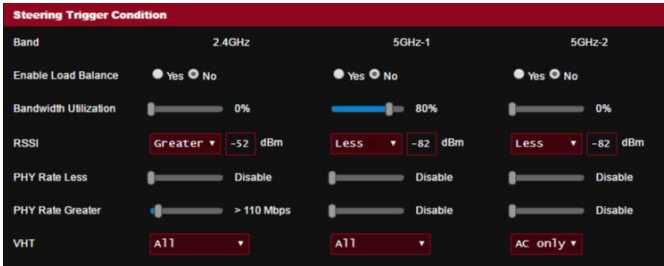 Steering Trigger Condition
Band 2.4GHz 5GHz-1 5GHz-2
Enable Load Balance Yes No Yes No Yes No
Bandwidth Utilization 0% 80% 0%
RSSI Greater -52 dBm Less -82 dBm Less -82 dBm
PHY Rate Less Disable Disable Disable
PHY Rate Greater > 110 Mbps Disable Disable
VHT All All AC only